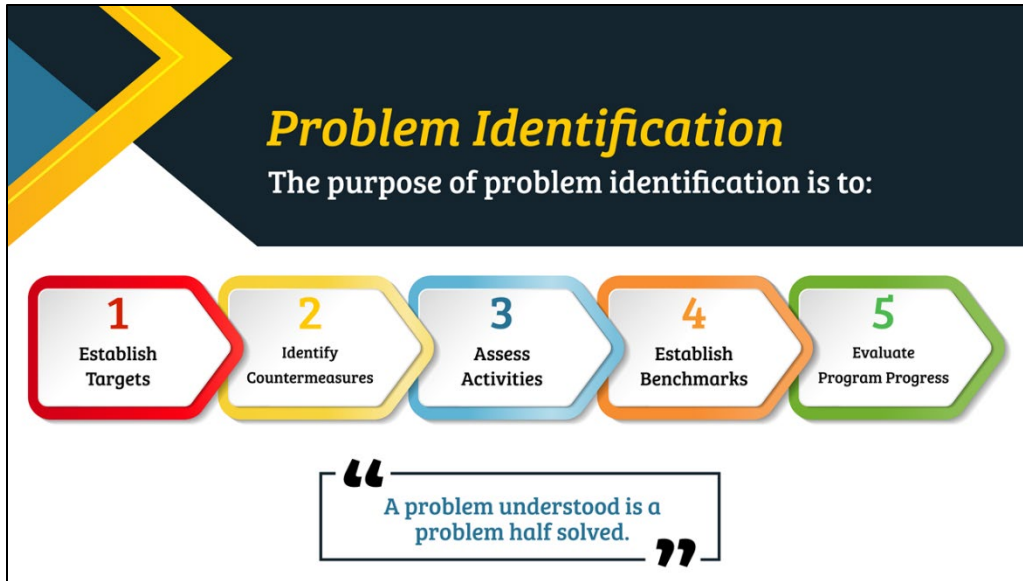 Problem Identification
The purpose of problem identification is to:
1
Establish
Targets
2
Identify
Countermeasures
3
Assess
Activities
4
Establish
Benchmarks
5
Evaluate
Program Progress
“
A problem understood is a
problem half solved.
”